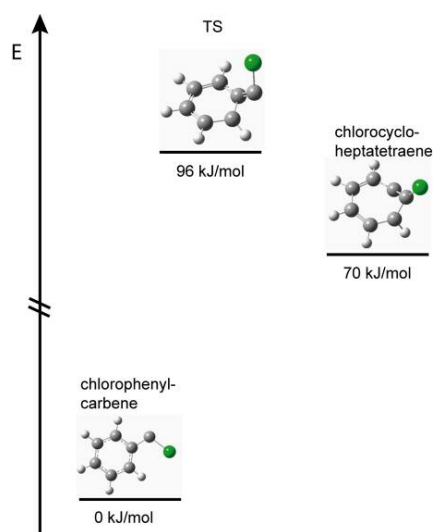 TS
E
96 kJ/mol
chlorocyclo-
heptatetraene
70 kJ/mol
chlorophenyl-
carbene
0 kJ/mol